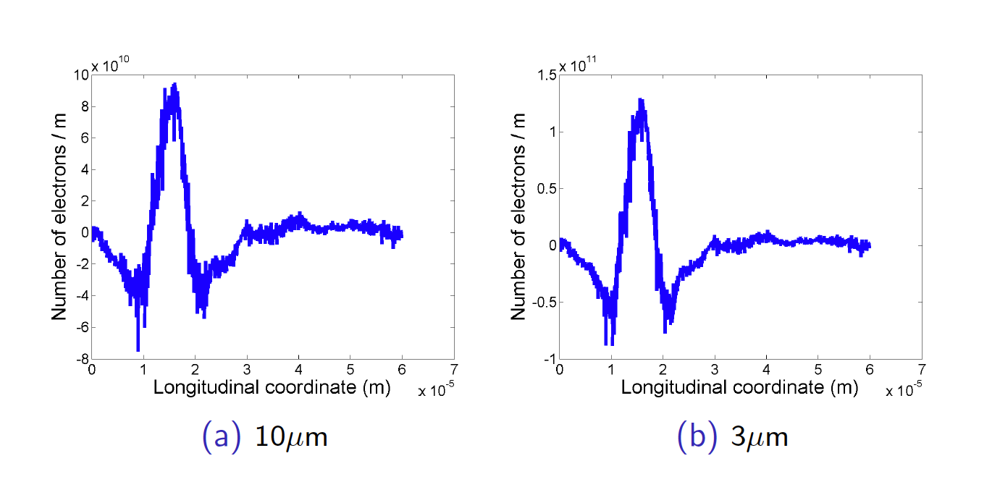 x 10^10
10
8
6
4
2
0
-2
-4
-6
-8
Number of electrons / m
0 1 2 3 4 5 6 7
Longitudinal coordinate (m)
x 10^-5
(a) 10μm
x 10^11
1.5
1
0.5
0
-0.5
-1
Number of electrons / m
0 1 2 3 4 5 6 7
Longitudinal coordinate (m)
x 10^-5
(b) 3μm